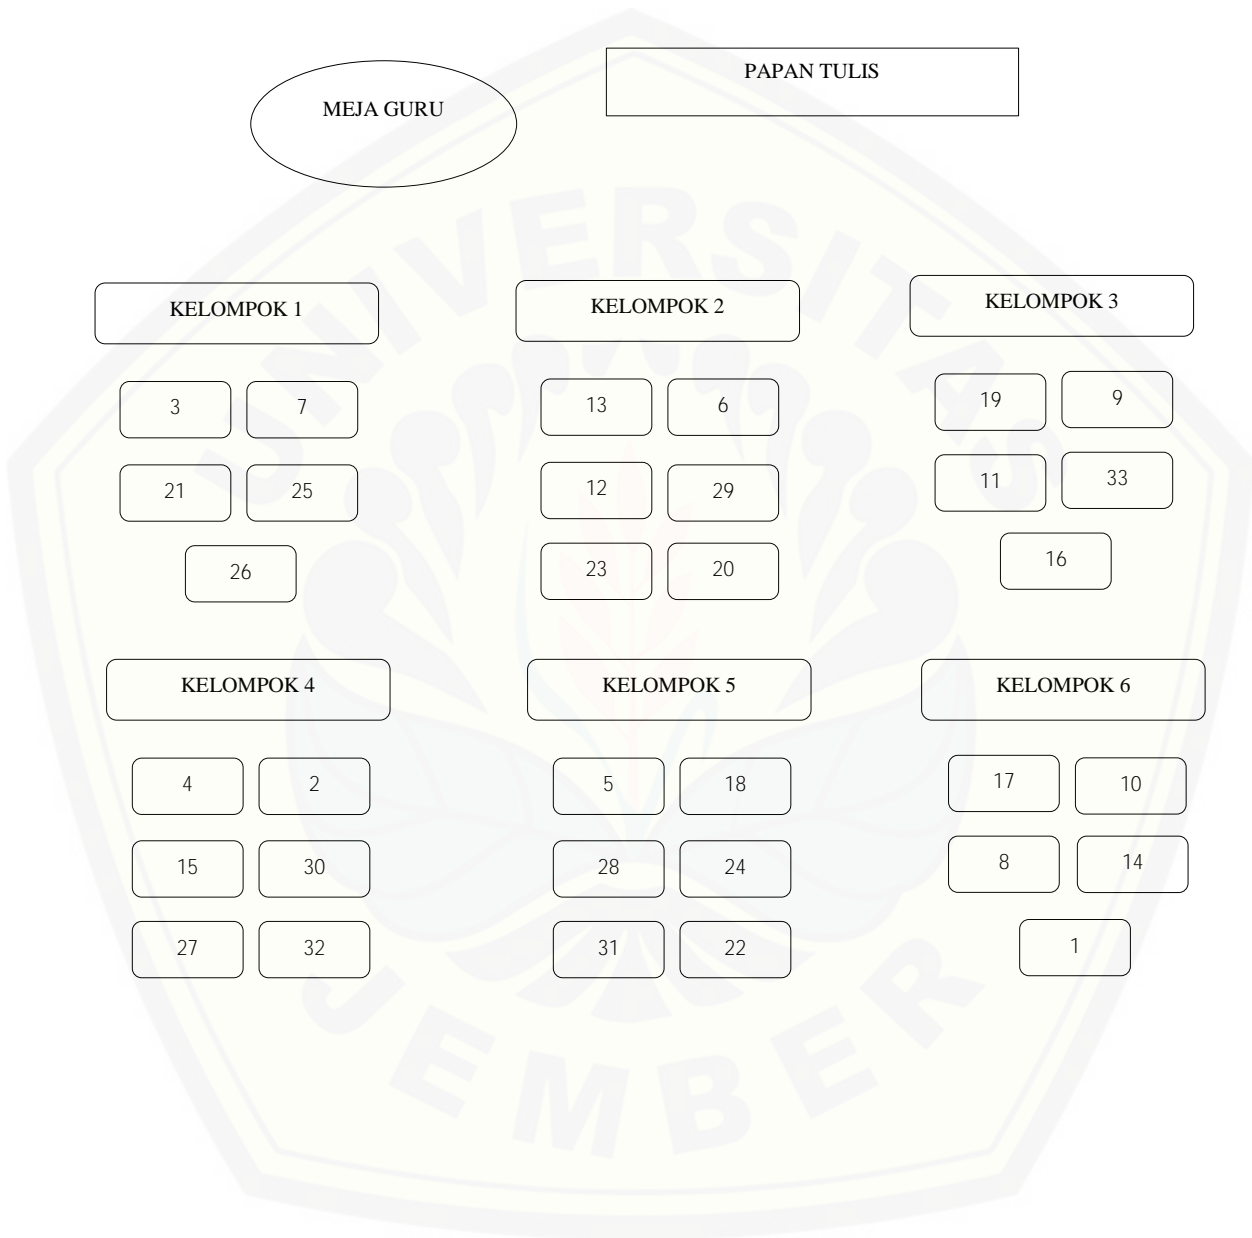 PAPAN TULIS
MEJA GURU
KELOMPOK 1
KELOMPOK 2
KELOMPOK 3
3 7
13 6
19 9
21 25
12 29
11 33
26
23 20
16
KELOMPOK 4
KELOMPOK 5
KELOMPOK 6
4 2
5 18
17 10
15 30
28 24
8 14
27 32
31 22
1
UNIVERSITAS
JEMBER